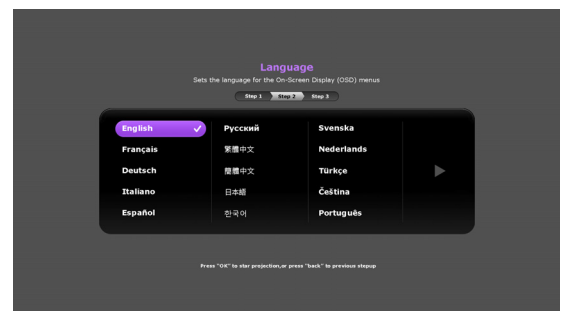 Language
Sets the language for the On-Screen Display (OSD) menus
Step 1 Step 2 Step 3
English Русский Svenska
Français 繁體中文 Nederlands
Deutsch 簡體中文 Türkçe
Italiano 日本語 Čeština
Español 한국어 Português
Press "OK" to star projection,or press "back" to previous stepup